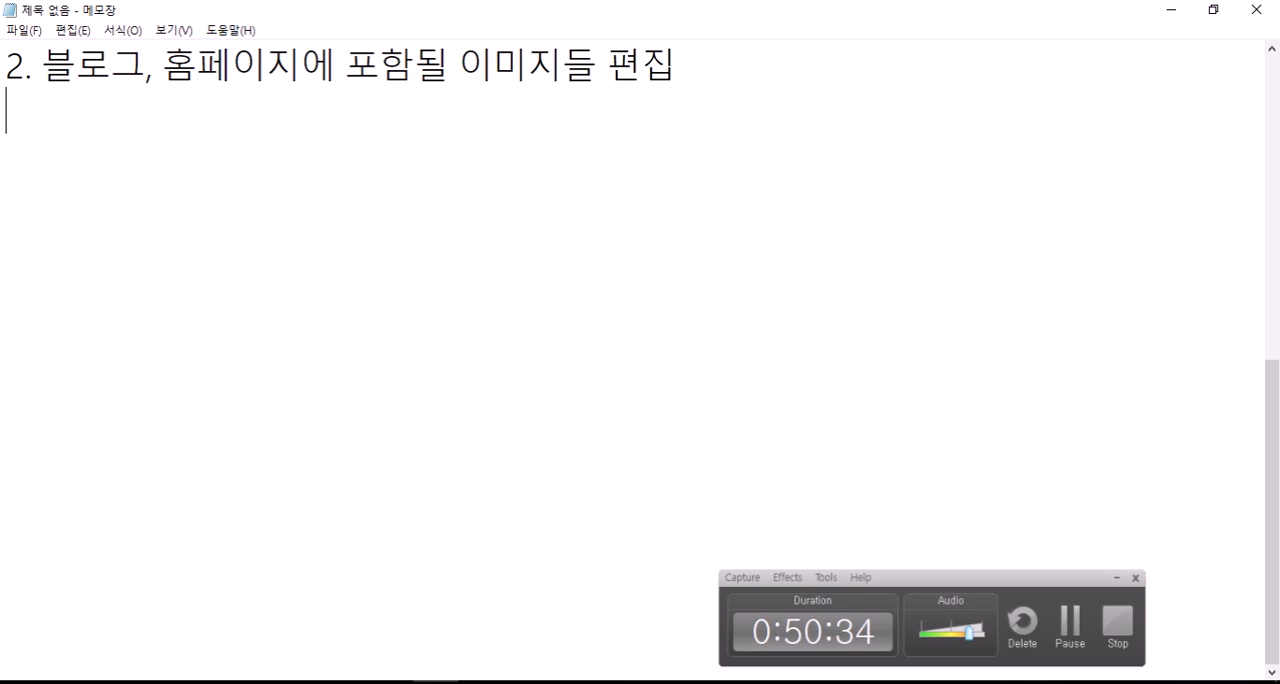 제목 없음 - 메모장
파일(F) 편집(E) 서식(O) 보기(V) 도움말(H)
2. 블로그, 홈페이지에 포함될 이미지들 편집
Capture Effects Tools Help
Duration Audio
0:50:34
Delete Pause Stop